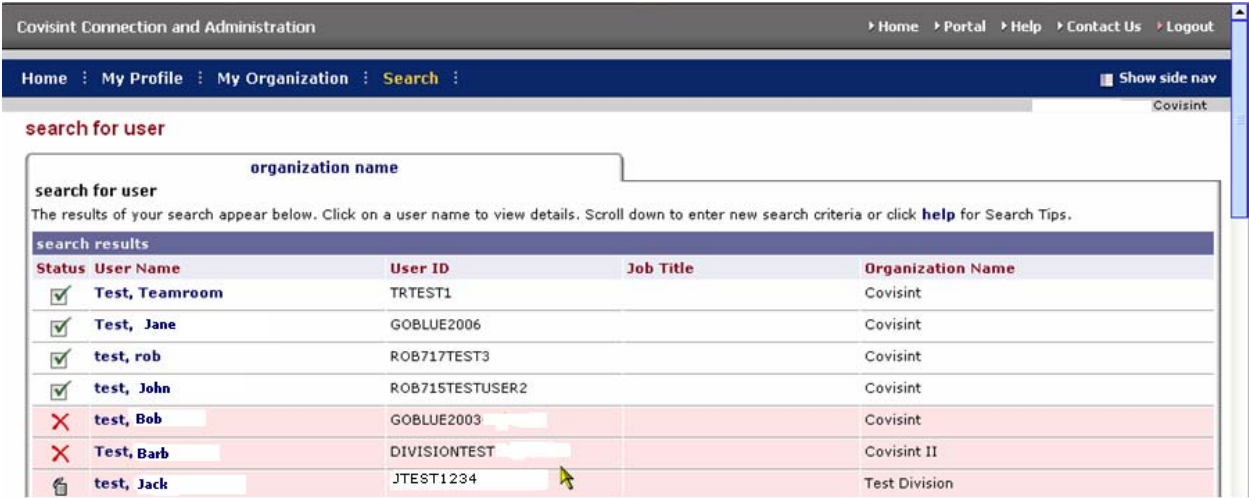 Covisint Connection and Administration Home Portal Help Contact Us Logout
Home My Profile My Organization Search Show side nav
Covisint
search for user
organization name
search for user
The results of your search appear below. Click on a user name to view details. Scroll down to enter new search criteria or click help for Search Tips.
search results
Status User Name User ID Job Title Organization Name
Test, Teamroom TRTEST1 Covisint
Test, Jane GOBLUE2006 Covisint
test, rob ROB717TEST3 Covisint
test, John ROB715TESTUSER2 Covisint
test, Bob GOBLUE2003 Covisint
Test, Barb DIVISIONTEST Covisint II
test, Jack JTEST1234 Test Division